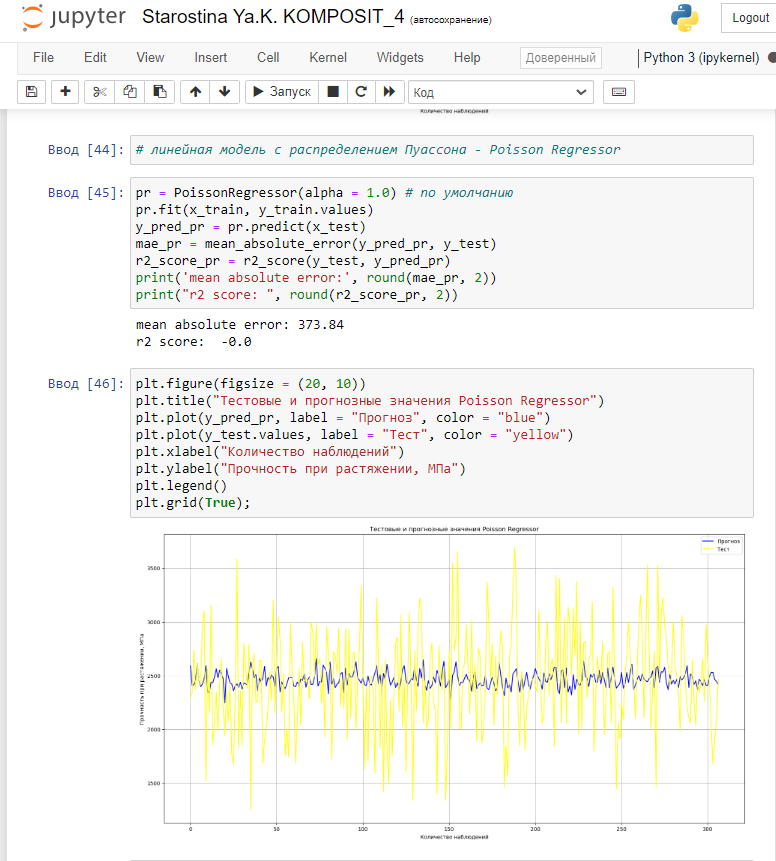 jupyter Starostina Ya.K. KOMPOSIT_4 (автосохранение)
Logout
File Edit View Insert Cell Kernel Widgets Help Доверенный Python 3 (ipykernel)
Запуск Код
Количество наблюдений
Ввод [44]: # линейная модель с распределением Пуассона - Poisson Regressor
Ввод [45]: pr = PoissonRegressor(alpha = 1.0) # по умолчанию
pr.fit(x_train, y_train.values)
y_pred_pr = pr.predict(x_test)
mae_pr = mean_absolute_error(y_pred_pr, y_test)
r2_score_pr = r2_score(y_test, y_pred_pr)
print('mean absolute error:', round(mae_pr, 2))
print("r2 score: ", round(r2_score_pr, 2))
mean absolute error: 373.84
r2 score:  -0.0
Ввод [46]: plt.figure(figsize = (20, 10))
plt.title("Тестовые и прогнозные значения Poisson Regressor")
plt.plot(y_pred_pr, label = "Прогноз", color = "blue")
plt.plot(y_test.values, label = "Тест", color = "yellow")
plt.xlabel("Количество наблюдений")
plt.ylabel("Прочность при растяжении, МПа")
plt.legend()
plt.grid(True);
Тестовые и прогнозные значения Poisson Regressor
Прогноз
Тест
3500
3000
2500
2000
1500
Прочность при растяжении, МПа
0 50 100 150 200 250 300
Количество наблюдений